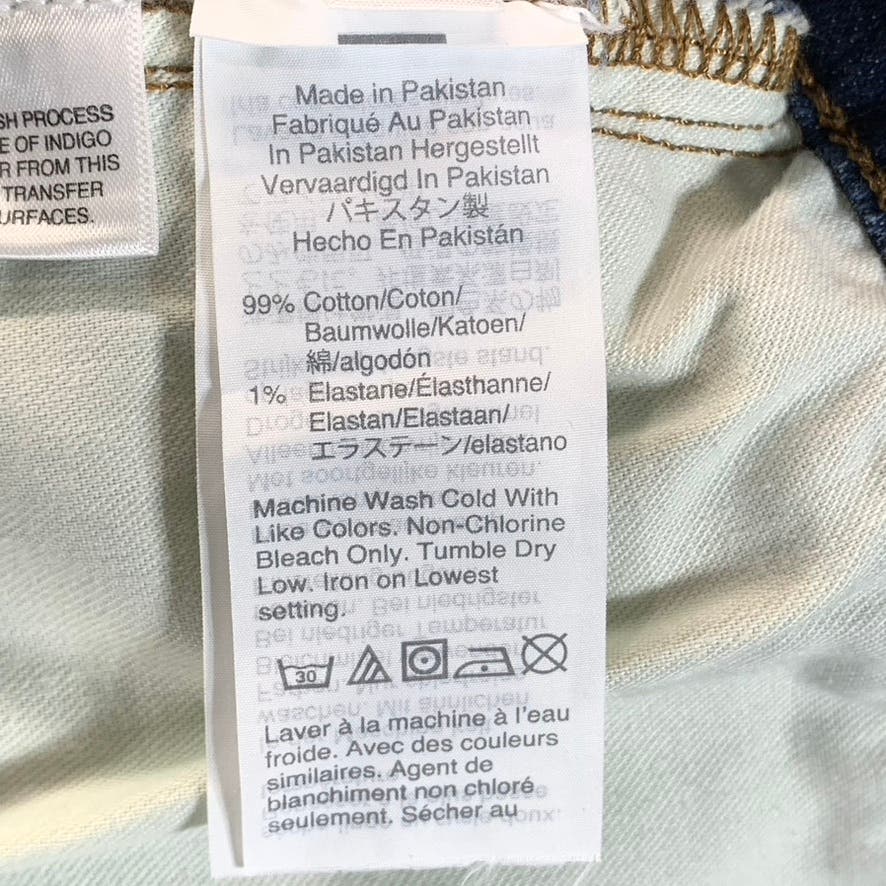 SH PROCESS
E OF INDIGO
R FROM THIS
TRANSFER
URFACES.
Made in Pakistan
Fabriqué Au Pakistan
In Pakistan Hergestellt
Vervaardigd In Pakistan
パキスタン製
Hecho En Pakistán
99% Cotton/Coton/
Baumwolle/Katoen/
綿/algodón
1% Elastane/Élasthanne/
Elastan/Elastaan/
エラステーン/elastano
Machine Wash Cold With
Like Colors. Non-Chlorine
Bleach Only. Tumble Dry
Low. Iron on Lowest
setting.
30
Laver à la machine à l'eau
froide. Avec des couleurs
similaires. Agent de
blanchiment non chloré
seulement. Sécher au